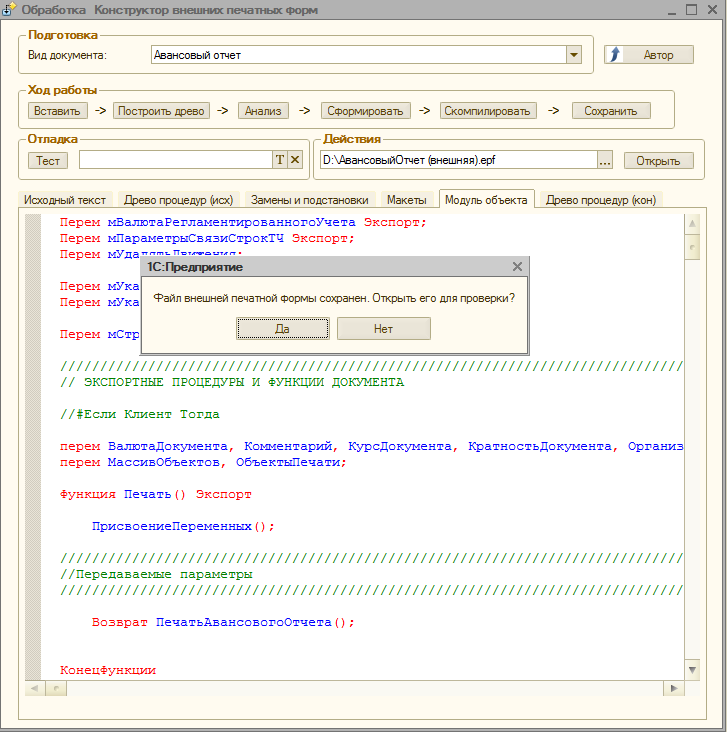 Обработка Конструктор внешних печатных форм
Подготовка
Вид документа: Авансовый отчет Автор
Ход работы
Вставить -> Построить древо -> Анализ -> Сформировать -> Скомпилировать -> Сохранить
Отладка Действия
Тест T D:\АвансовыйОтчет (внешняя).epf ... Открыть
Исходный текст Древо процедур (исх) Замены и подстановки Макеты Модуль объекта Древо процедур (кон)
Перем мВалютаРегламентированногоУчета Экспорт;
Перем мПараметрыСвязиСтрокТЧ Экспорт;
Перем мУдалятьДвижения;
1С:Предприятие
Перем мУка
Файл внешней печатной формы сохранен. Открыть его для проверки?
Перем мУка
Да Нет
Перем мСтр
//////////////////////////////////////////////////////////////////////////////
// ЭКСПОРТНЫЕ ПРОЦЕДУРЫ И ФУНКЦИИ ДОКУМЕНТА
//#Если Клиент Тогда
перем ВалютаДокумента, Комментарий, КурсДокумента, КратностьДокумента, Организ
перем МассивОбъектов, ОбъектыПечати;
Функция Печать() Экспорт
ПрисвоениеПеременных();
//////////////////////////////////////////////////////////////////////////////
//Передаваемые параметры
//////////////////////////////////////////////////////////////////////////////
Возврат ПечатьАвансовогоОтчета();
КонецФункции